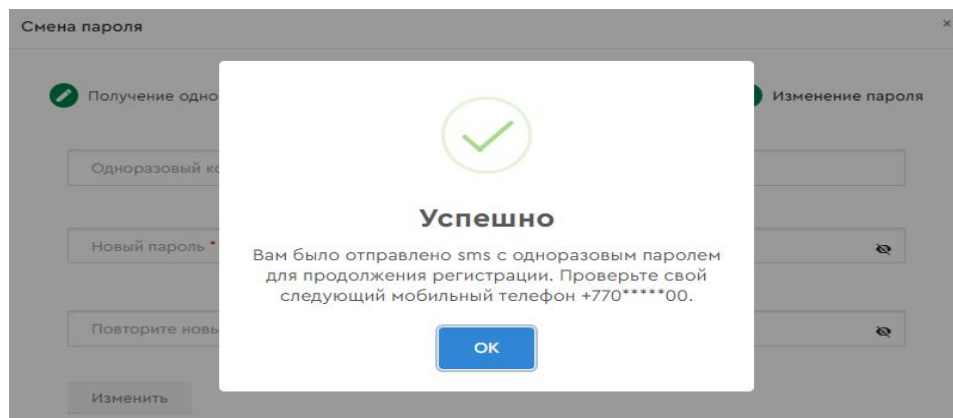 Смена пароля
×
Получение одно
Изменение пароля
Одноразовый ко
Успешно
Новый пароль *
Вам было отправлено sms с одноразовым паролем
для продолжения регистрации. Проверьте свой
следующий мобильный телефон +770*****00.
Повторите новы
OK
Изменить